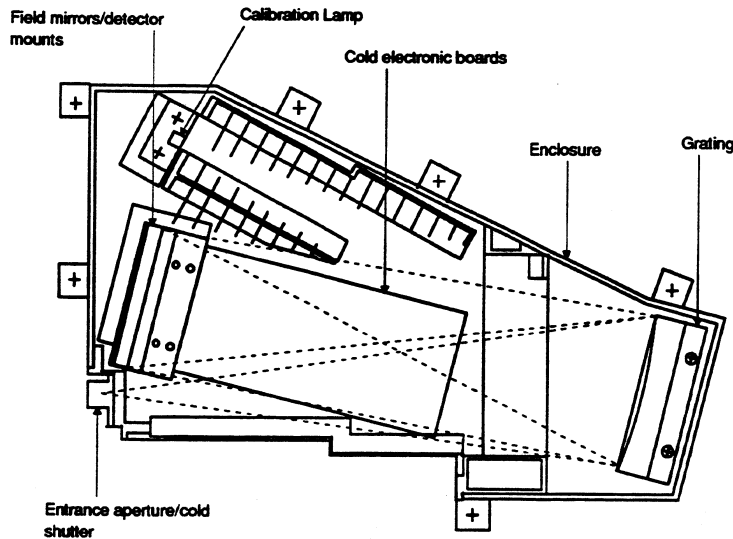 Field mirrors/detector
mounts
Calibration Lamp
Cold electronic boards
Enclosure
Grating
Entrance aperture/cold
shutter